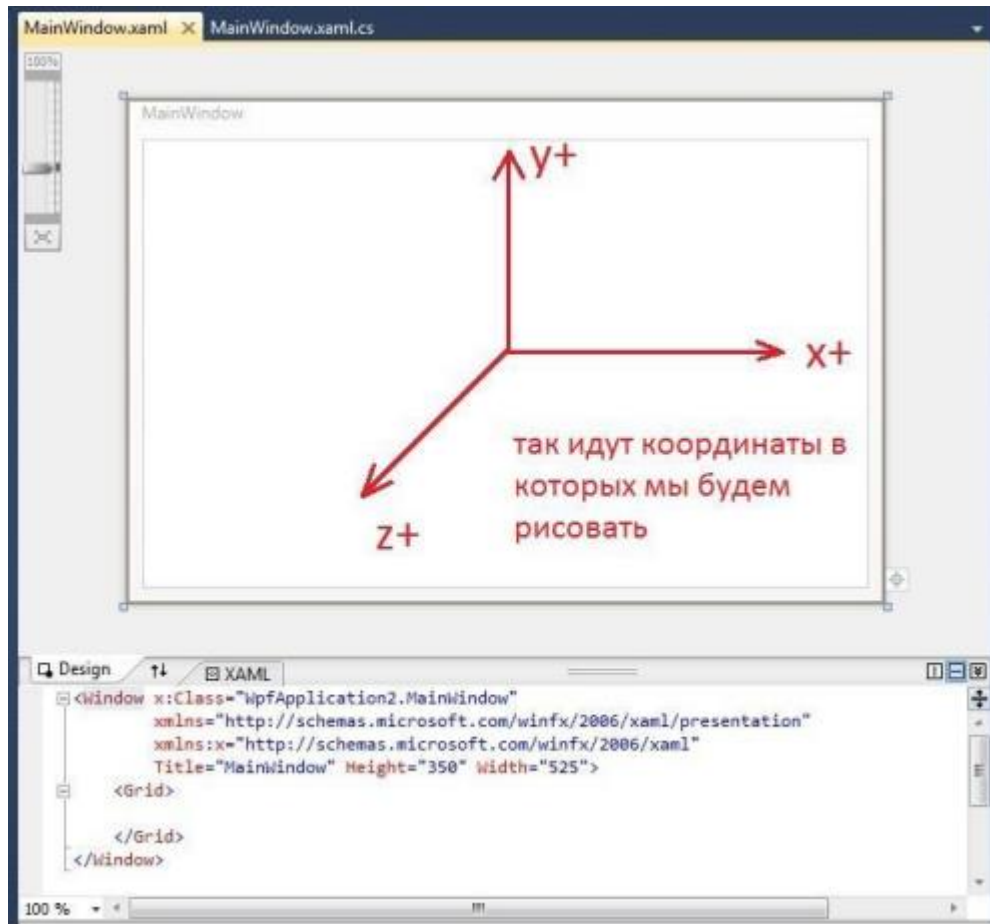 MainWindow.xaml MainWindow.xaml.cs
100%
MainWindow
y+
x+
так идут координаты в
которых мы будем
рисовать
z+
Design XAML
<Window x:Class="WpfApplication2.MainWindow"
xmlns="http://schemas.microsoft.com/winfx/2006/xaml/presentation"
xmlns:x="http://schemas.microsoft.com/winfx/2006/xaml"
Title="MainWindow" Height="350" Width="525">
<Grid>
</Grid>
</Window>
100 %